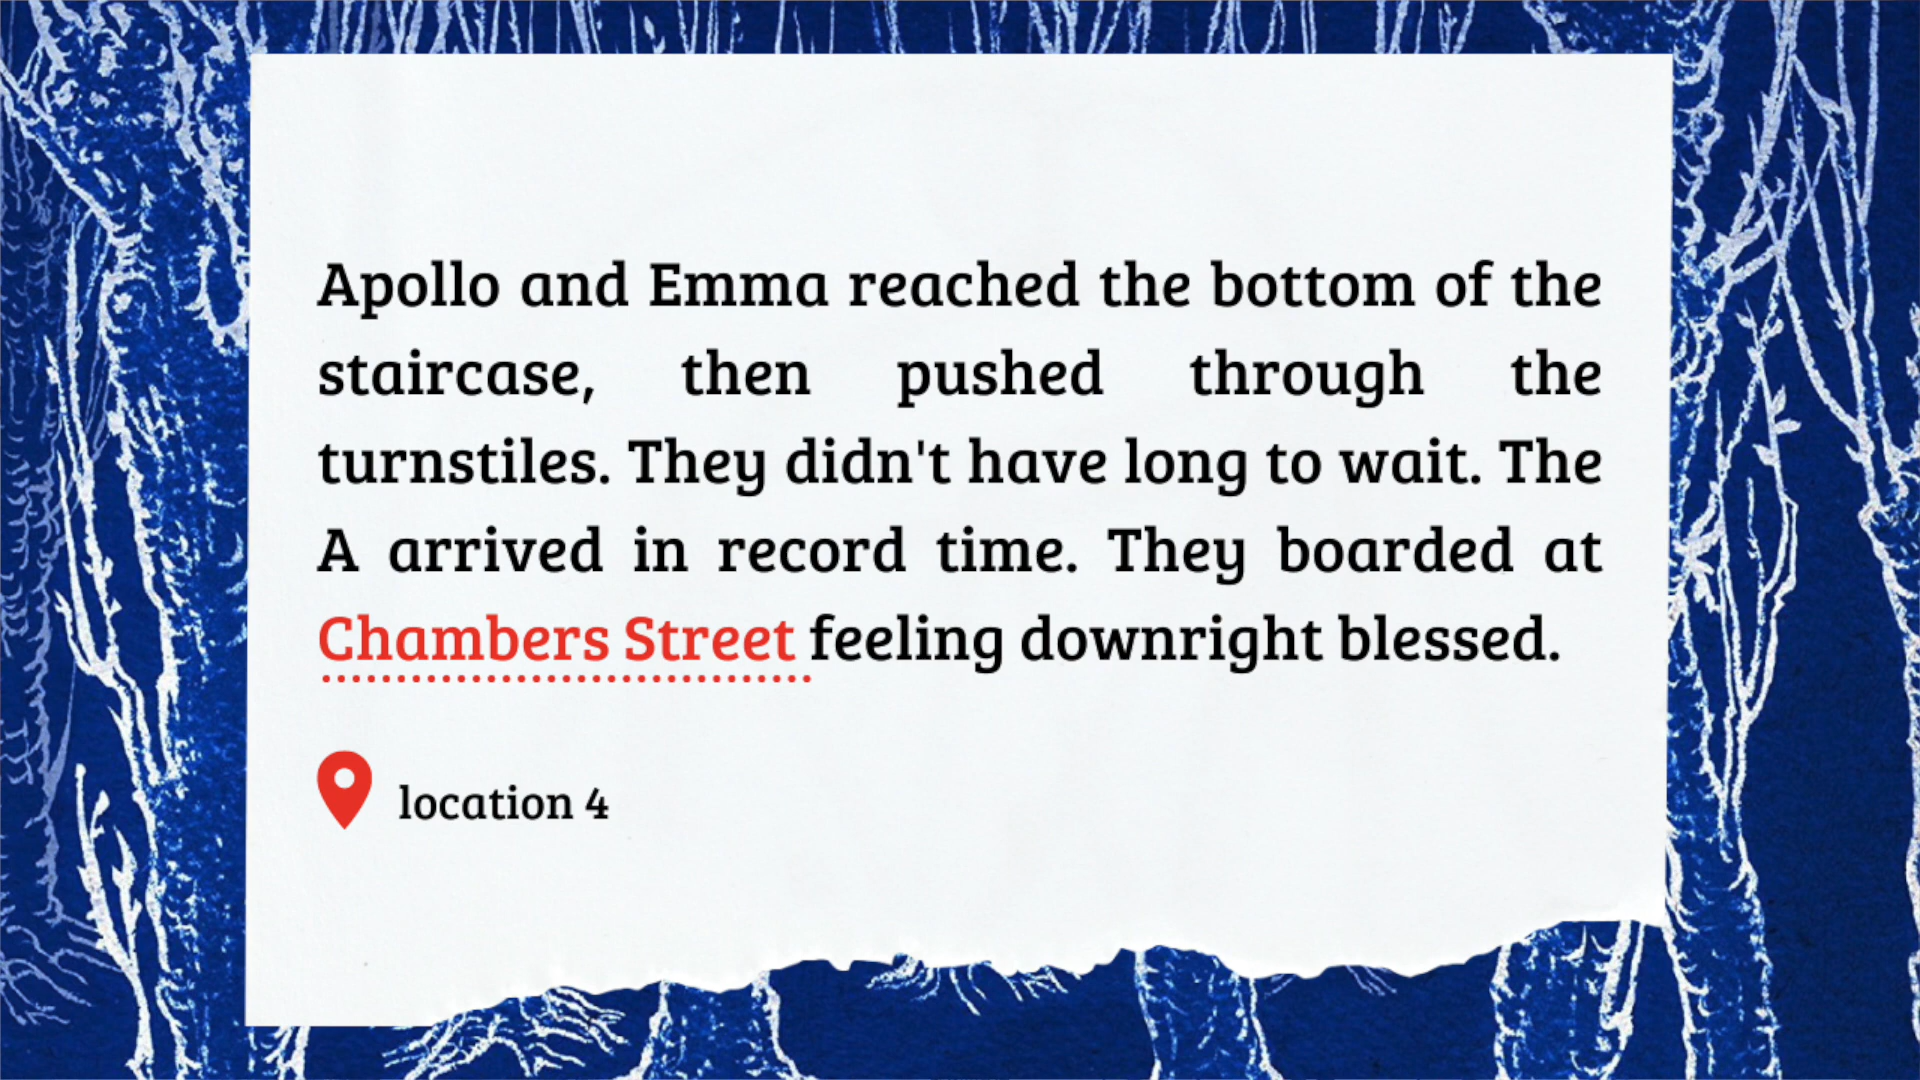 Apollo and Emma reached the bottom of the
staircase, then pushed through the
turnstiles. They didn't have long to wait. The
A arrived in record time. They boarded at
Chambers Street feeling downright blessed.
location 4